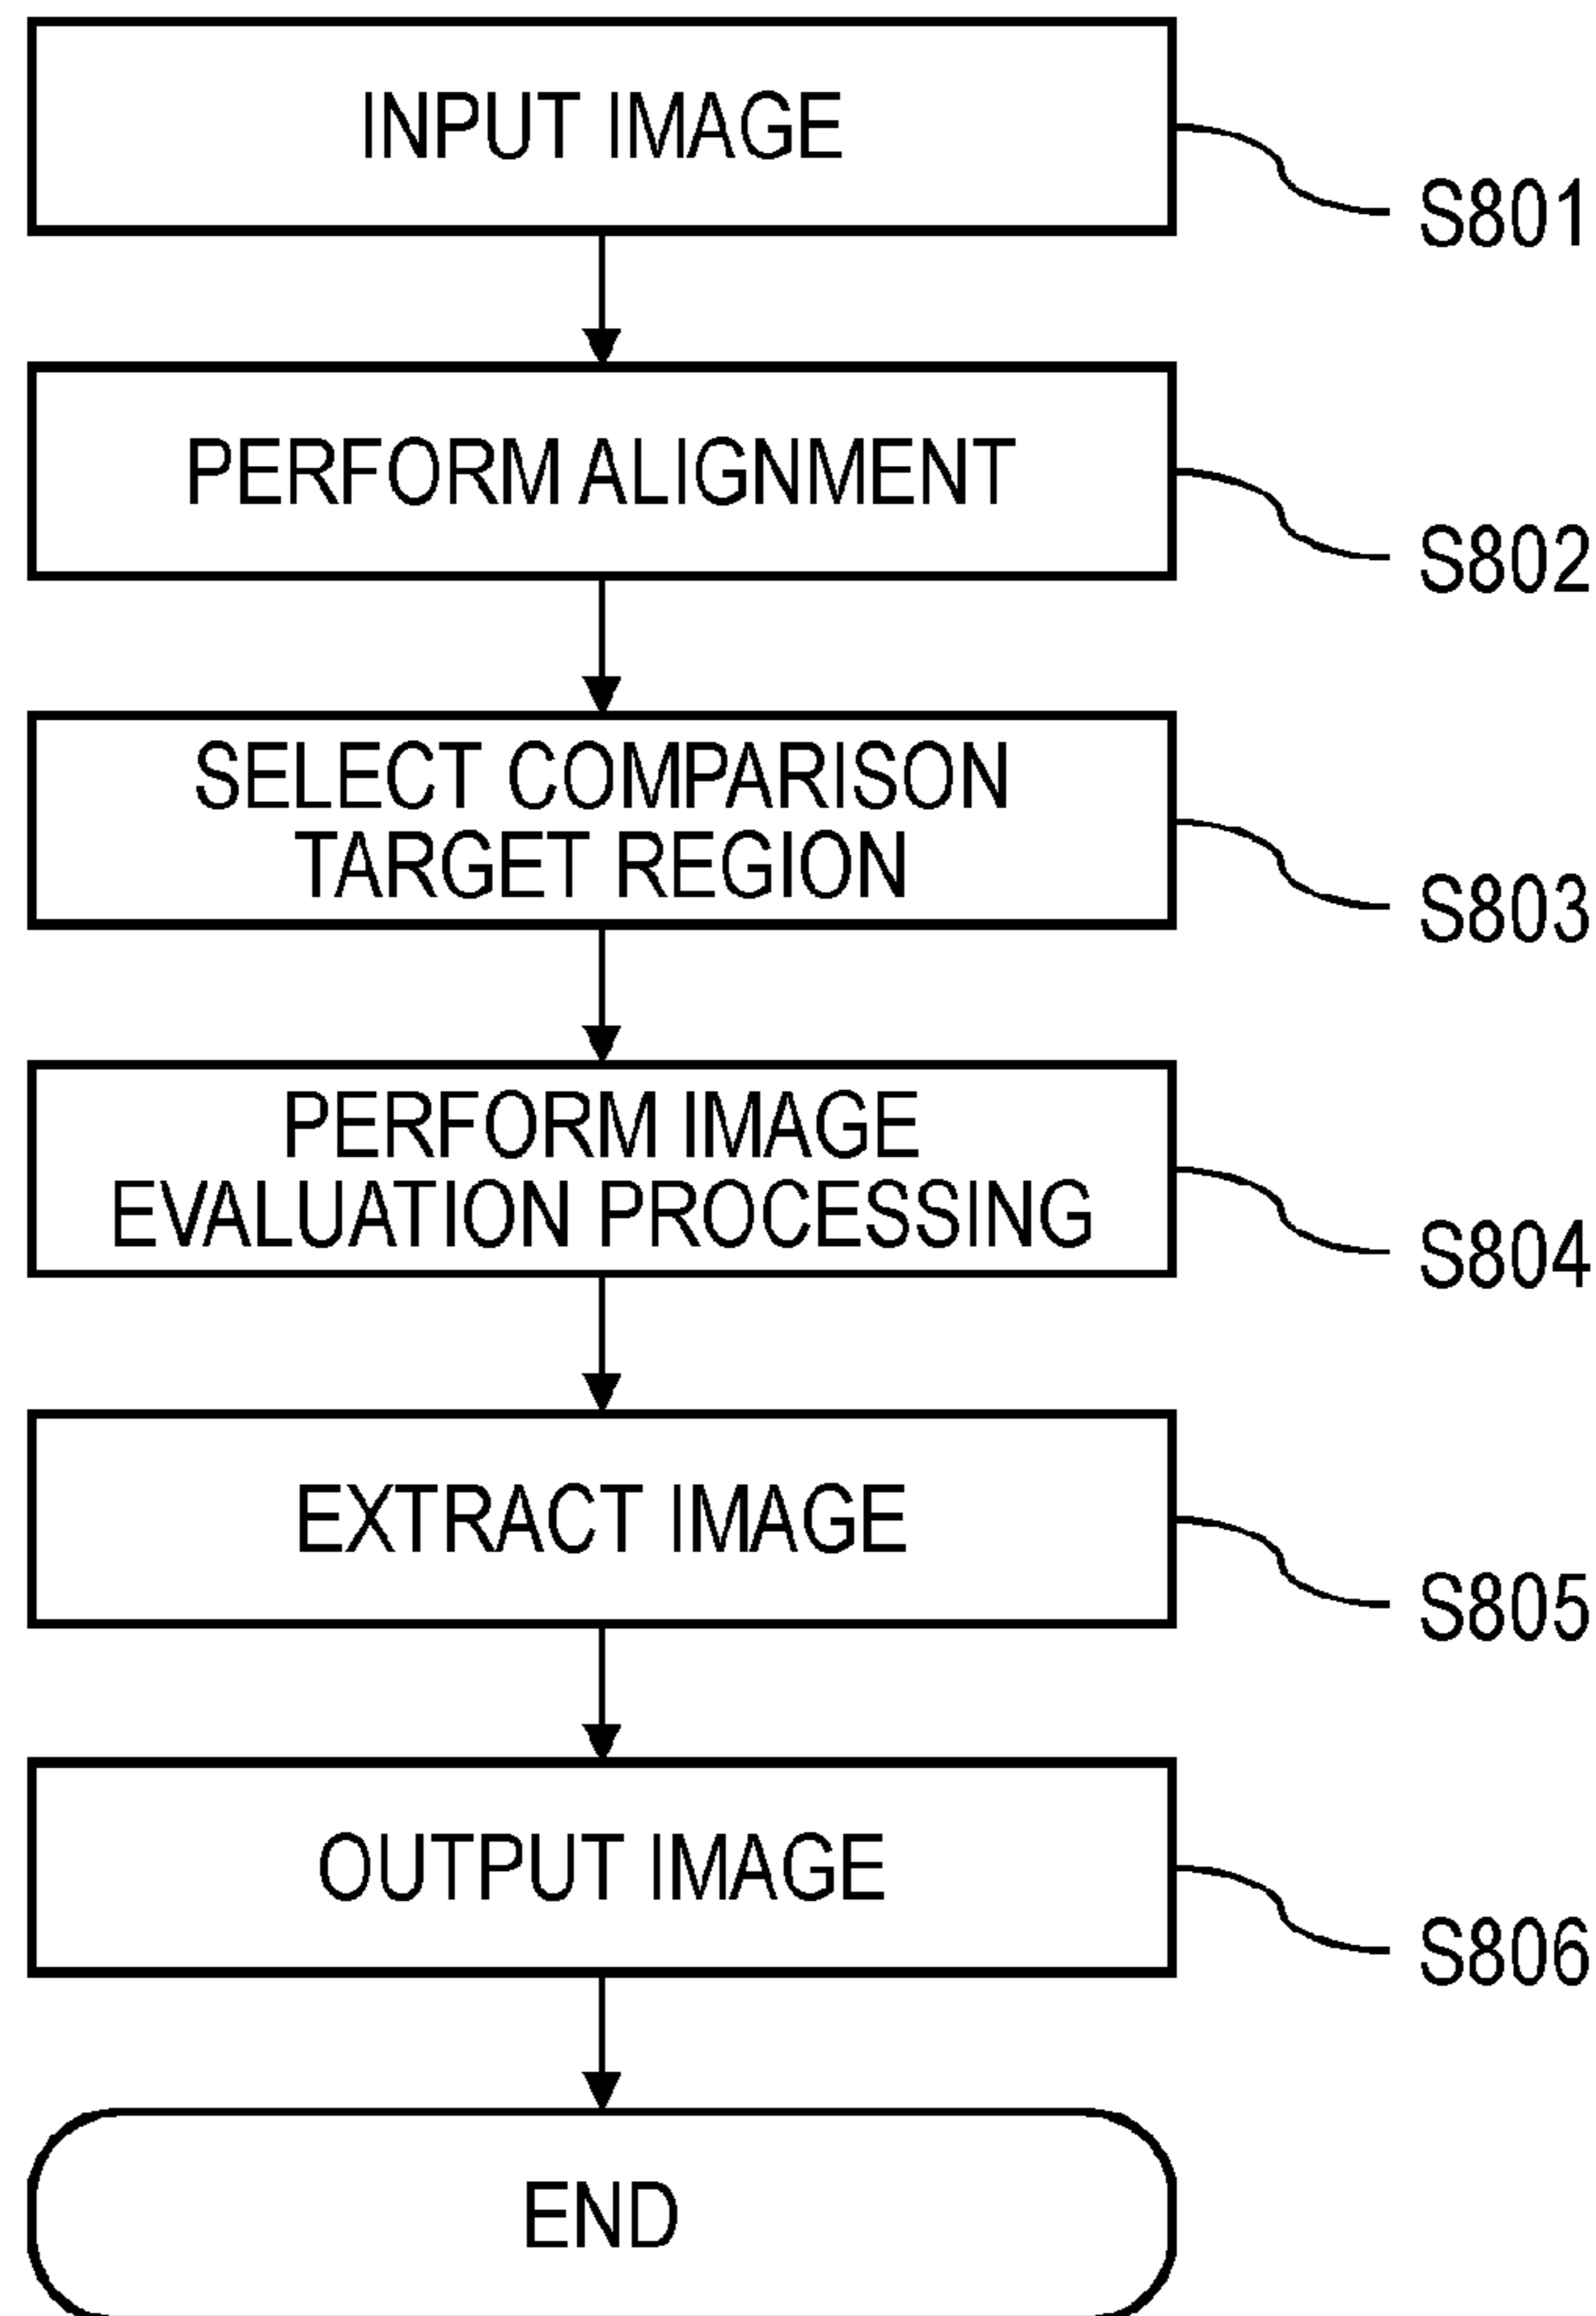 INPUT IMAGE
S801
PERFORM ALIGNMENT
S802
SELECT COMPARISON
TARGET REGION
S803
PERFORM IMAGE
EVALUATION PROCESSING
S804
EXTRACT IMAGE
S805
OUTPUT IMAGE
S806
END